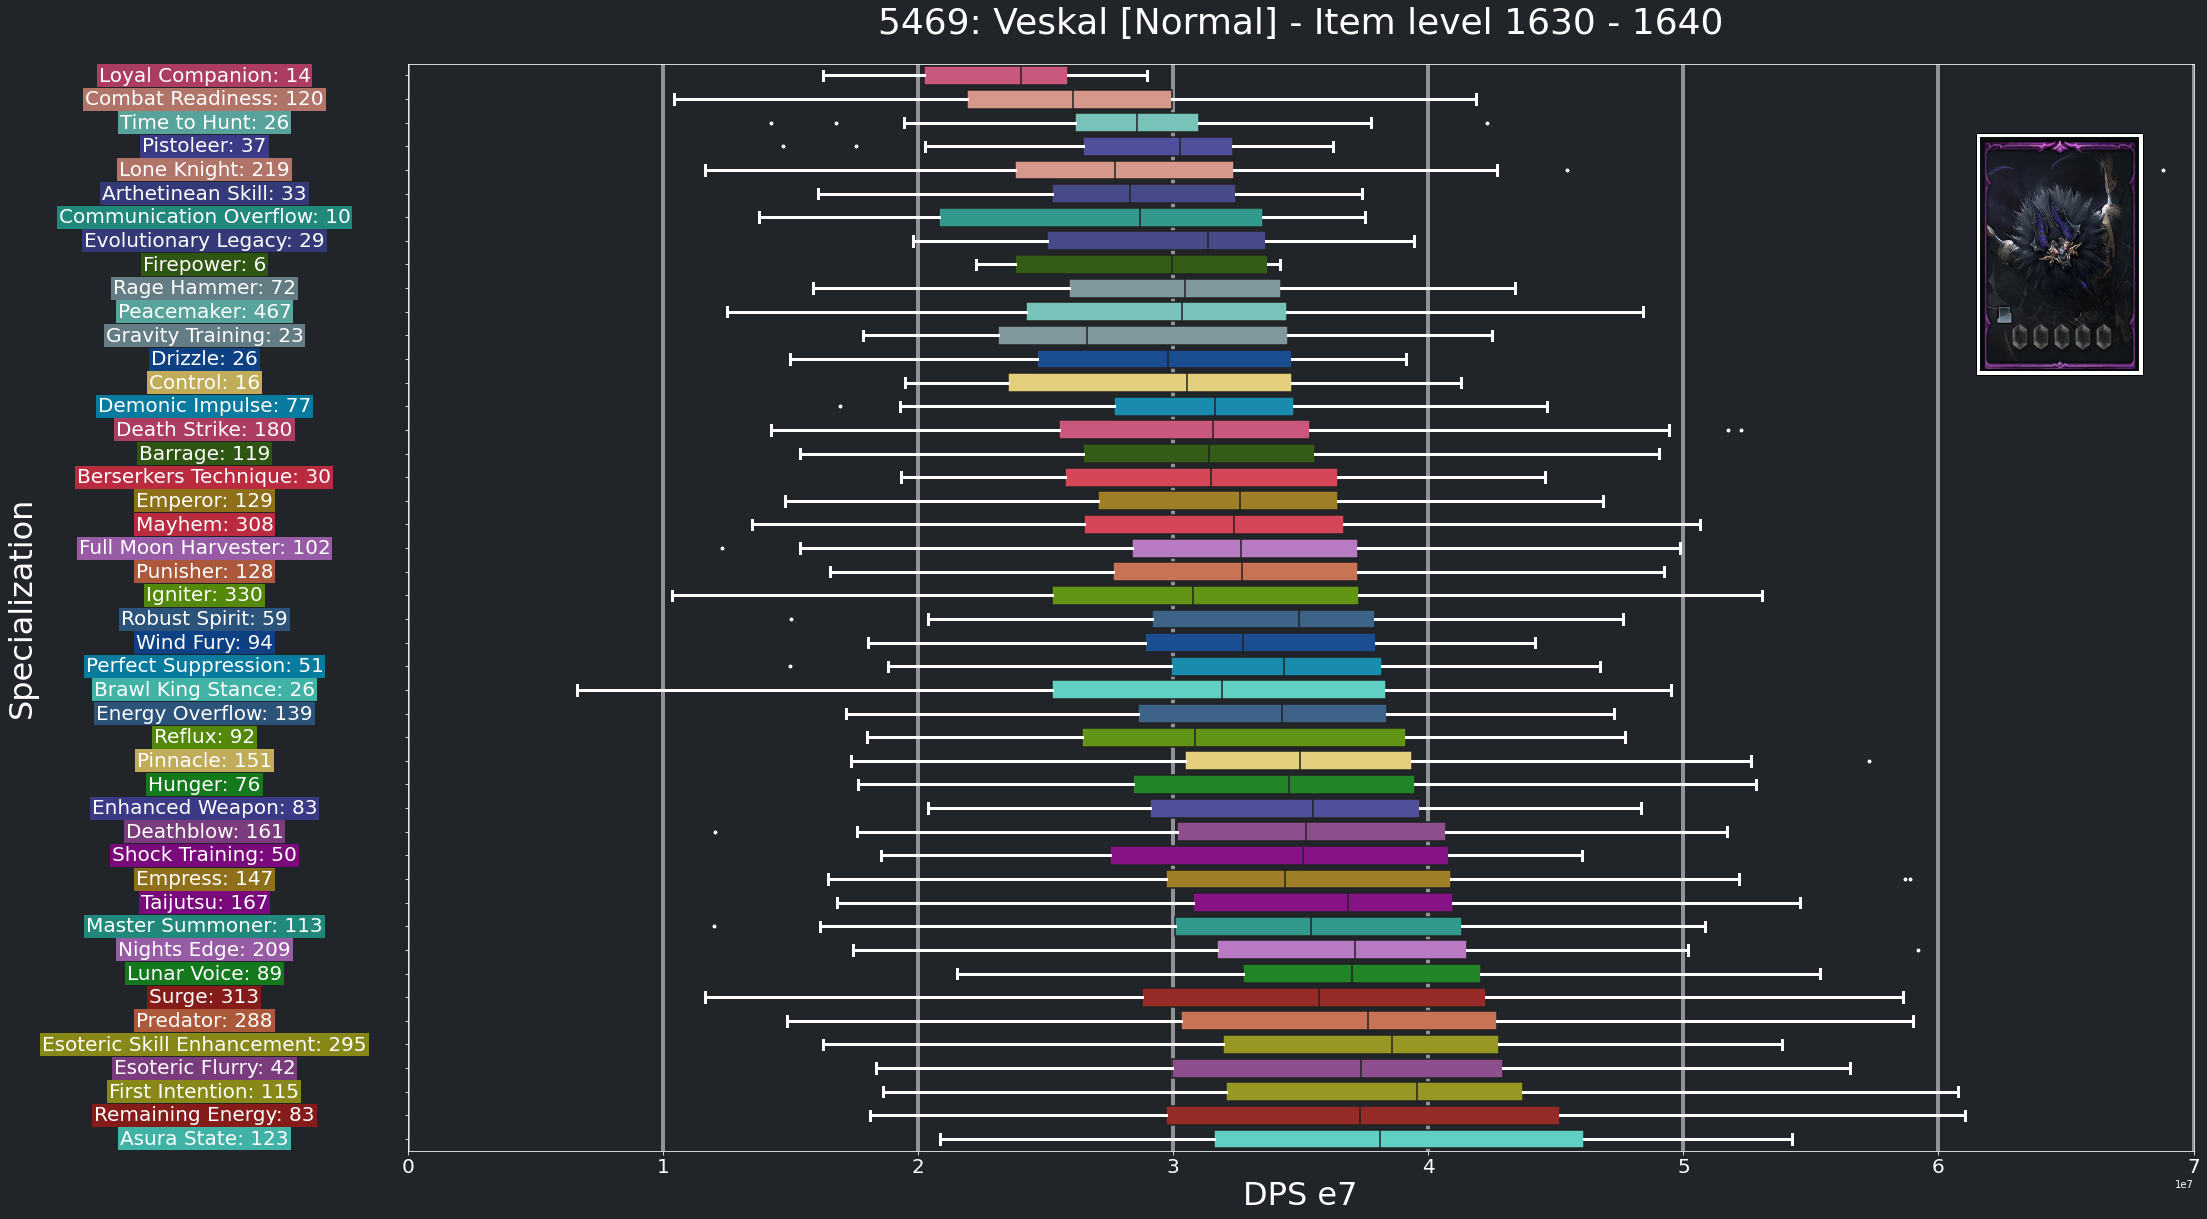 5469: Veskal [Normal] - Item level 1630 - 1640
Specialization
Loyal Companion: 14
Combat Readiness: 120
Time to Hunt: 26
Pistoleer: 37
Lone Knight: 219
Arthetinean Skill: 33
Communication Overflow: 10
Evolutionary Legacy: 29
Firepower: 6
Rage Hammer: 72
Peacemaker: 467
Gravity Training: 23
Drizzle: 26
Control: 16
Demonic Impulse: 77
Death Strike: 180
Barrage: 119
Berserkers Technique: 30
Emperor: 129
Mayhem: 308
Full Moon Harvester: 102
Punisher: 128
Igniter: 330
Robust Spirit: 59
Wind Fury: 94
Perfect Suppression: 51
Brawl King Stance: 26
Energy Overflow: 139
Reflux: 92
Pinnacle: 151
Hunger: 76
Enhanced Weapon: 83
Deathblow: 161
Shock Training: 50
Empress: 147
Taijutsu: 167
Master Summoner: 113
Nights Edge: 209
Lunar Voice: 89
Surge: 313
Predator: 288
Esoteric Skill Enhancement: 295
Esoteric Flurry: 42
First Intention: 115
Remaining Energy: 83
Asura State: 123
0 1 2 3 4 5 6 7
DPS e7
1e7